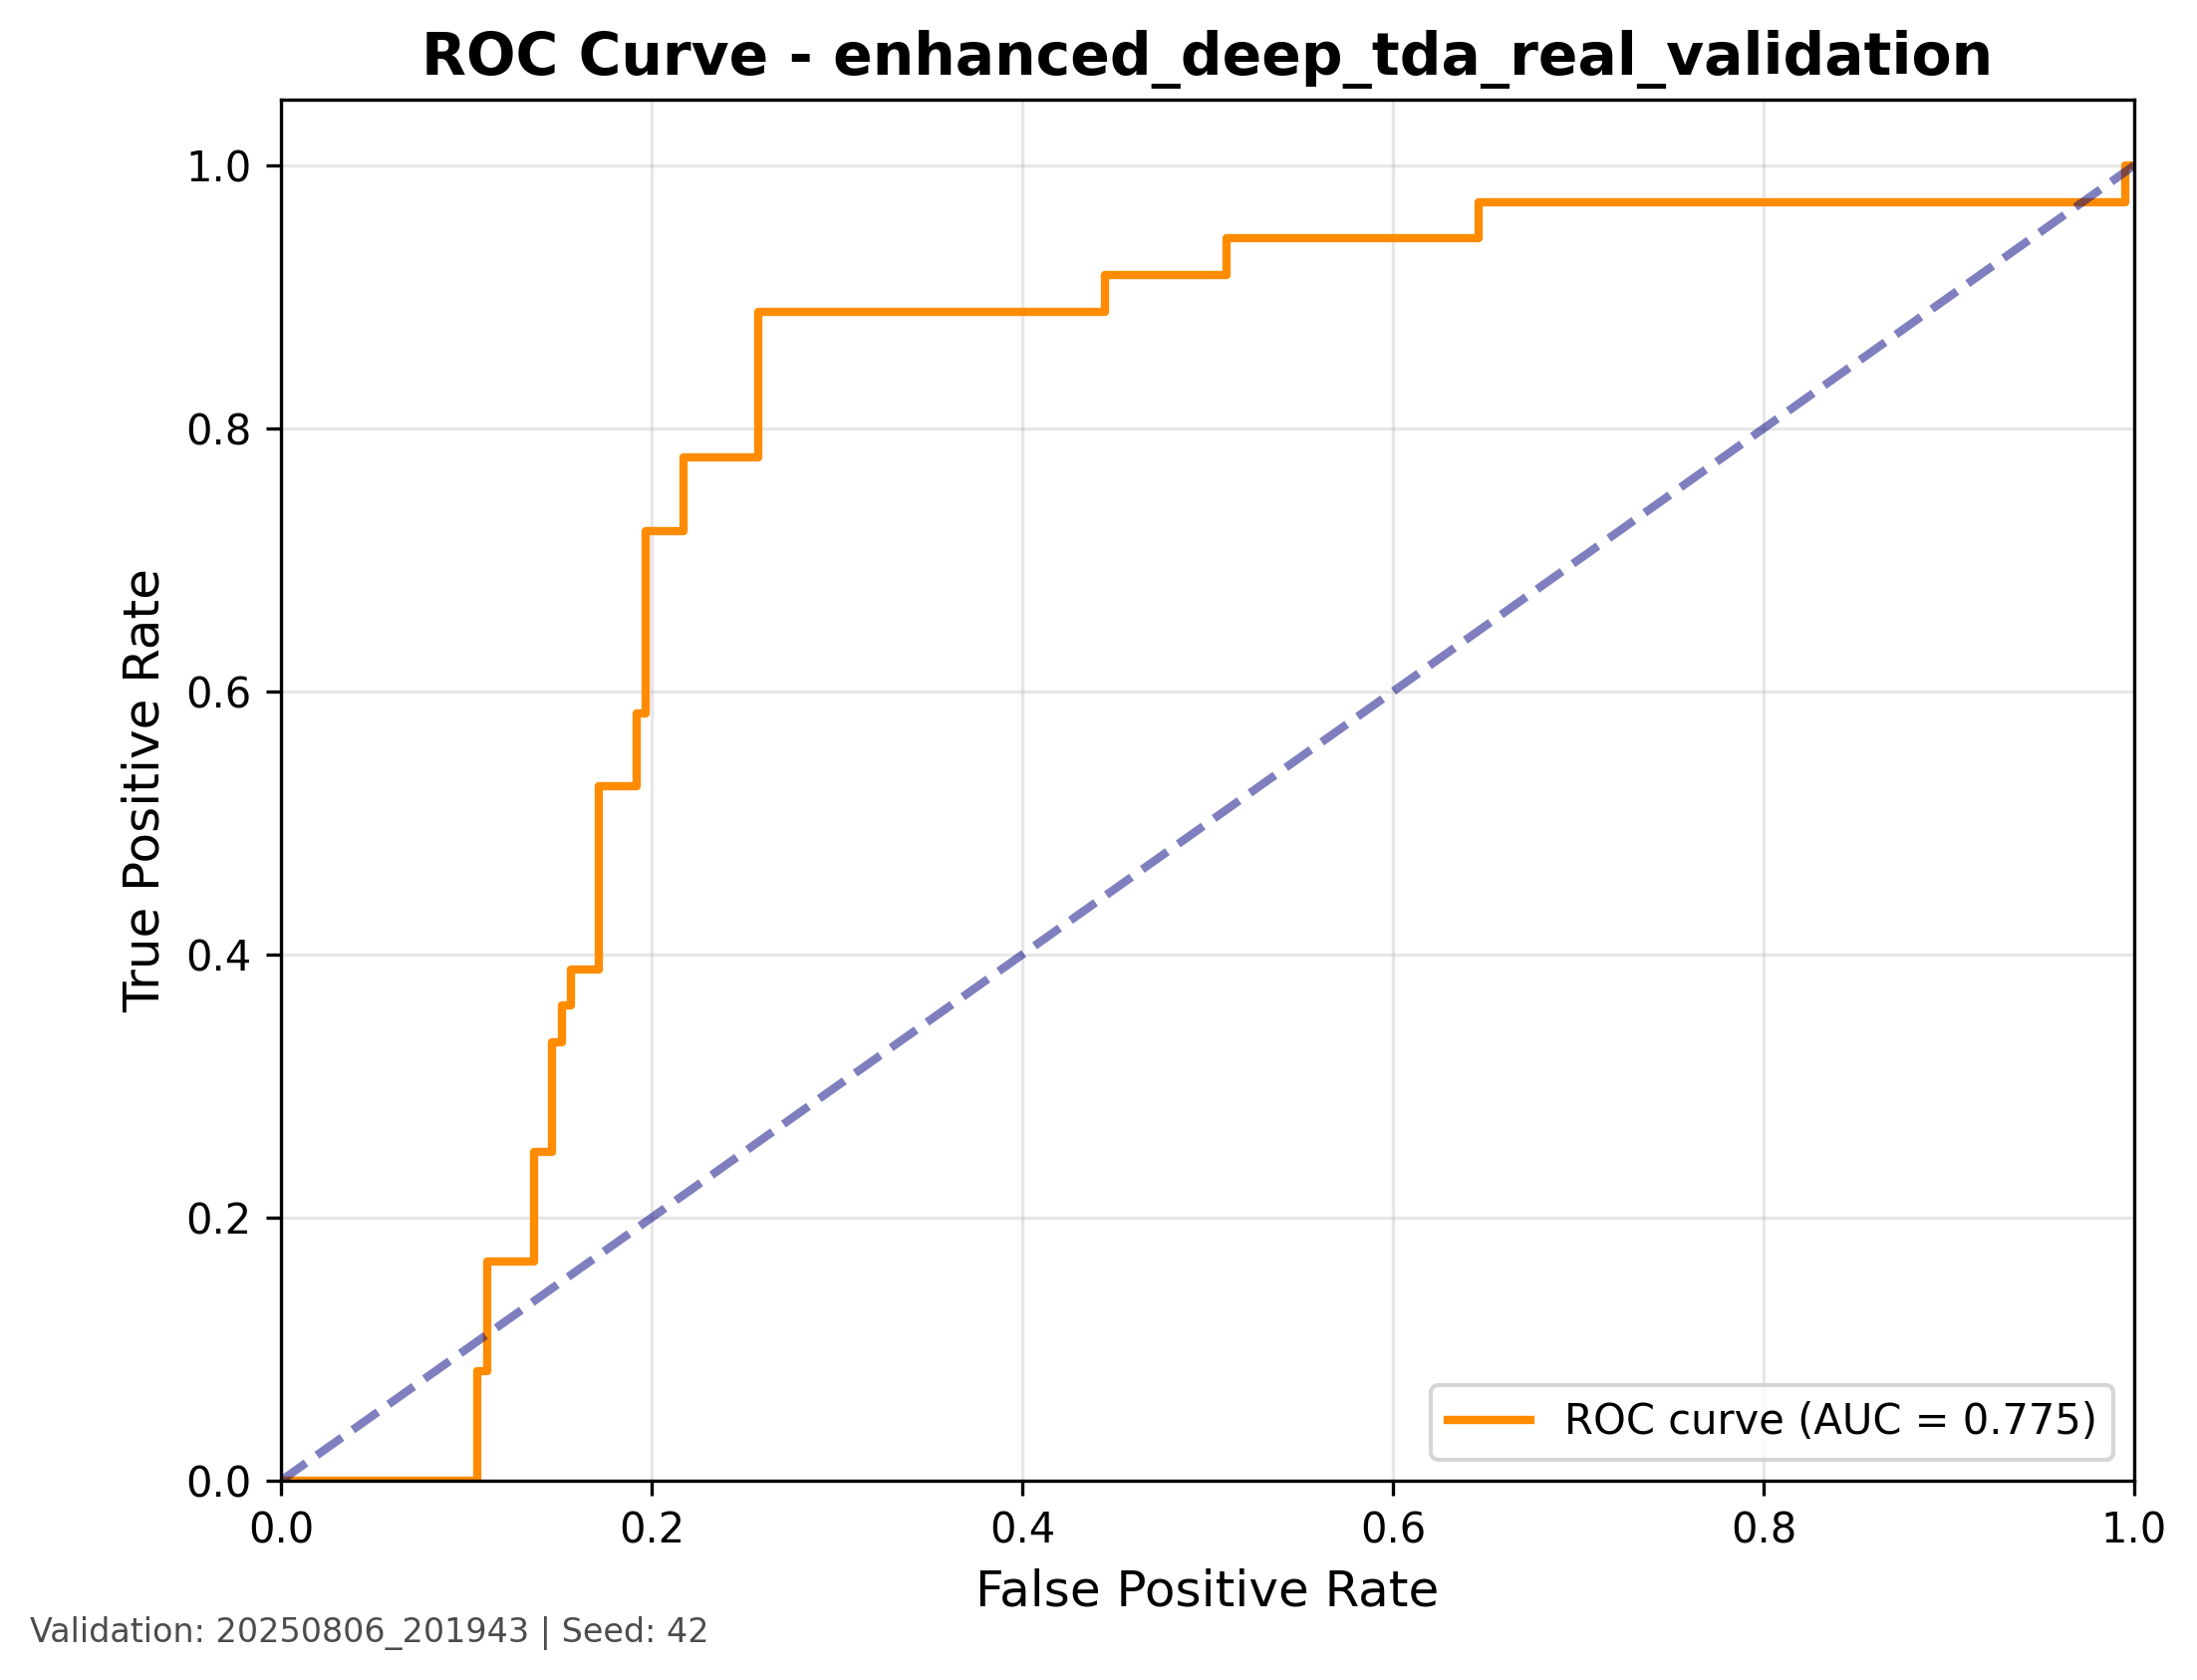 ROC Curve - enhanced_deep_tda_real_validation
1.0
0.8
0.6
0.4
0.2
0.0
True Positive Rate
ROC curve (AUC = 0.775)
0.0 0.2 0.4 0.6 0.8 1.0
False Positive Rate
Validation: 20250806_201943 | Seed: 42